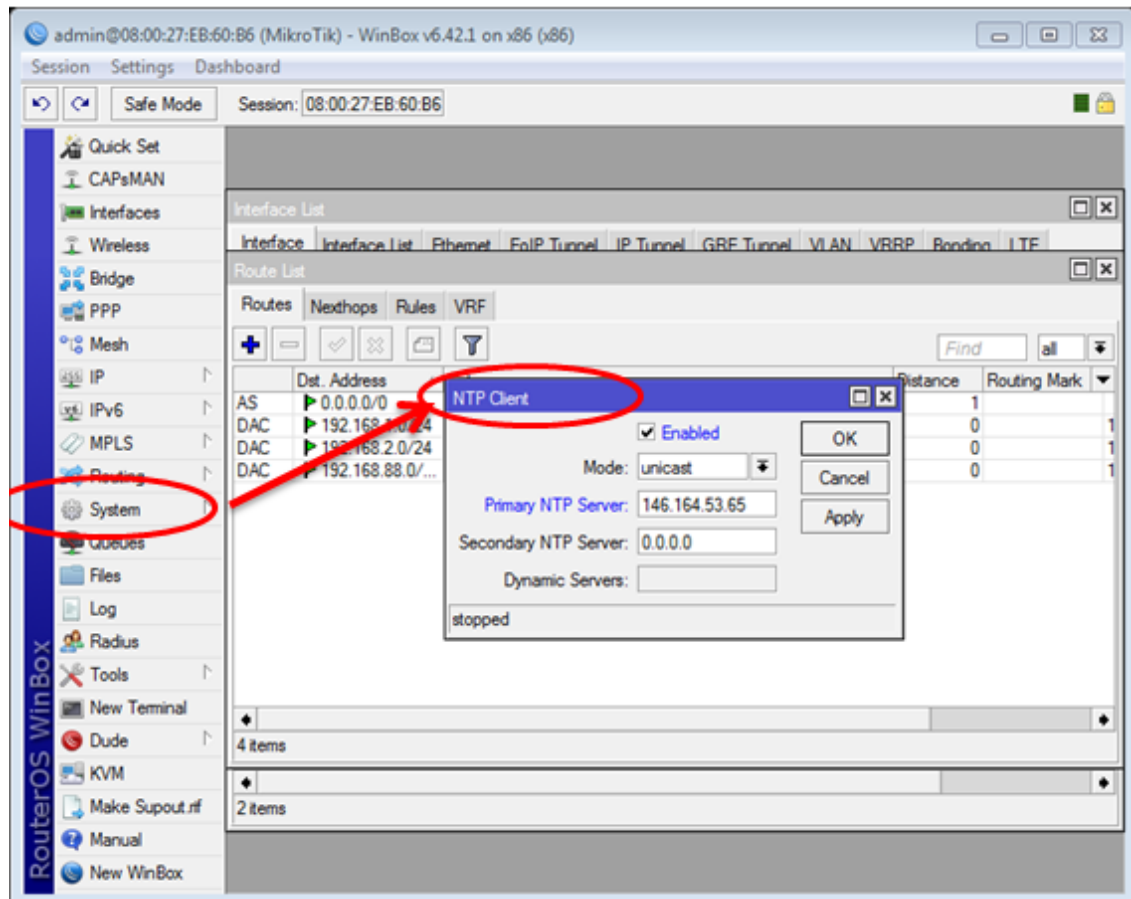 admin@08:00:27:EB:60:B6 (MikroTik) - WinBox v6.42.1 on x86 (x86)
Session Settings Dashboard
Safe Mode Session: 08:00:27:EB:60:B6
Quick Set
CAPsMAN
Interfaces
Wireless
Bridge
PPP
Mesh
IP
IPv6
MPLS
Routing
System
Queues
Files
Log
Radius
Tools
New Terminal
Dude
KVM
Make Supout.rif
Manual
New WinBox
RouterOS WinBox
Interface List
Interface Interface List Ethernet EoIP Tunnel IP Tunnel GRE Tunnel VLAN VRRP Bonding LTE
Route List
Routes Nexthops Rules VRF
Find all
Dst. Address Distance Routing Mark
AS 0.0.0.0/0 1
DAC 0 1
DAC 192.168.2.0/24 0 1
DAC 192.168.88.0/... 0 1
4 items
2 items
NTP Client
Enabled
OK
Mode: unicast
Cancel
Primary NTP Server: 146.164.53.65
Apply
Secondary NTP Server: 0.0.0.0
Dynamic Servers:
stopped